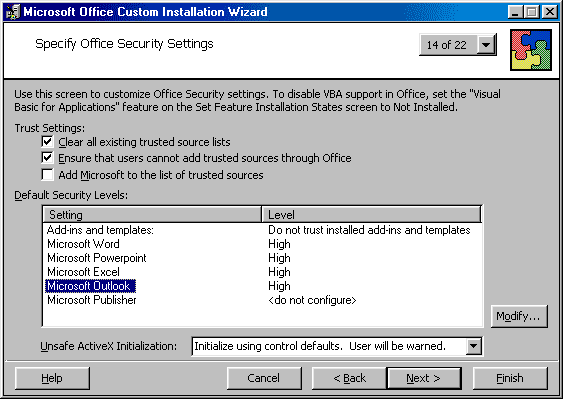 Microsoft Office Custom Installation Wizard
Specify Office Security Settings
14 of 22
Use this screen to customize Office Security settings. To disable VBA support in Office, set the "Visual
Basic for Applications" feature on the Set Feature Installation States screen to Not Installed.
Trust Settings:
Clear all existing trusted source lists
Ensure that users cannot add trusted sources through Office
Add Microsoft to the list of trusted sources
Default Security Levels:
Setting Level
Add-ins and templates: Do not trust installed add-ins and templates
Microsoft Word High
Microsoft Powerpoint High
Microsoft Excel High
Microsoft Outlook High
Microsoft Publisher <do not configure>
Modify...
Unsafe ActiveX Initialization: Initialize using control defaults. User will be warned.
Help Cancel < Back Next > Finish